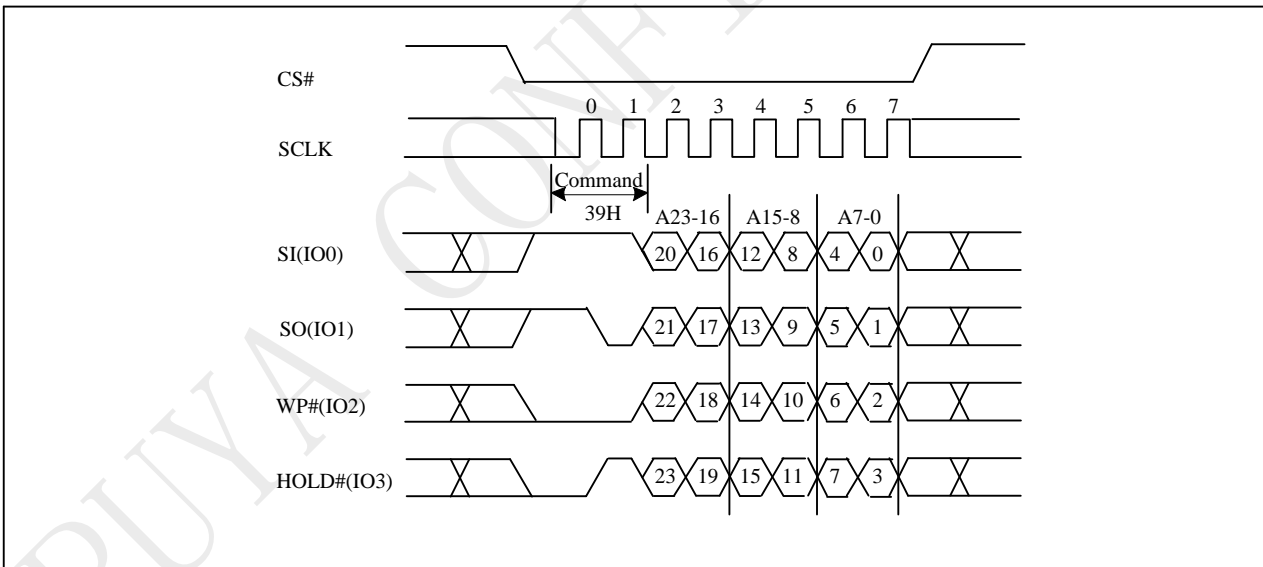 PUYA CONF
CS#
0 1 2 3 4 5 6 7
SCLK
Command
39H
A23-16 A15-8 A7-0
SI(IO0) 20 16 12 8 4 0
SO(IO1) 21 17 13 9 5 1
WP#(IO2) 22 18 14 10 6 2
HOLD#(IO3) 23 19 15 11 7 3